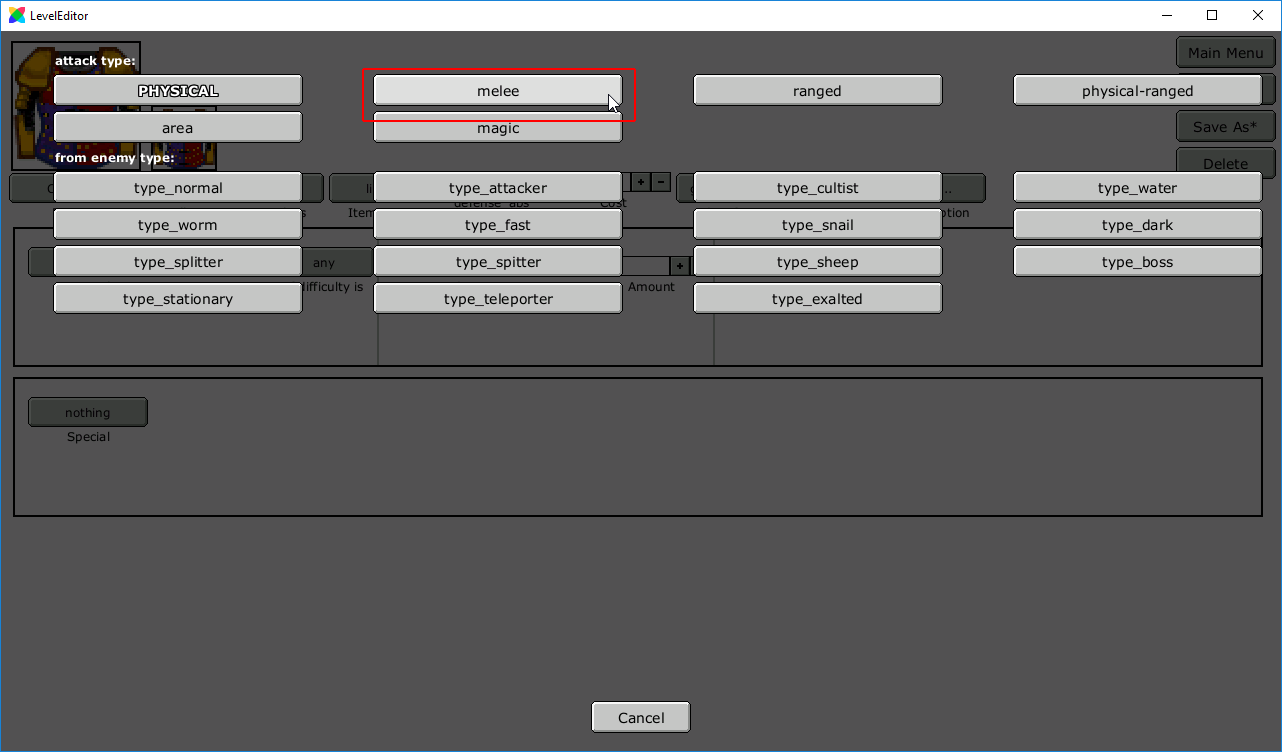 LevelEditor
Main Menu
attack type:
PHYSICAL
melee
ranged
physical-ranged
area
magic
Save As*
from enemy type:
Delete
type_normal
type_attacker
type_cultist
type_water
+
−
defense_abs
Cost
type_worm
type_fast
type_snail
type_dark
type_splitter
any
type_spitter
+
type_sheep
type_boss
Amount
type_stationary
type_teleporter
type_exalted
nothing
Special
Cancel